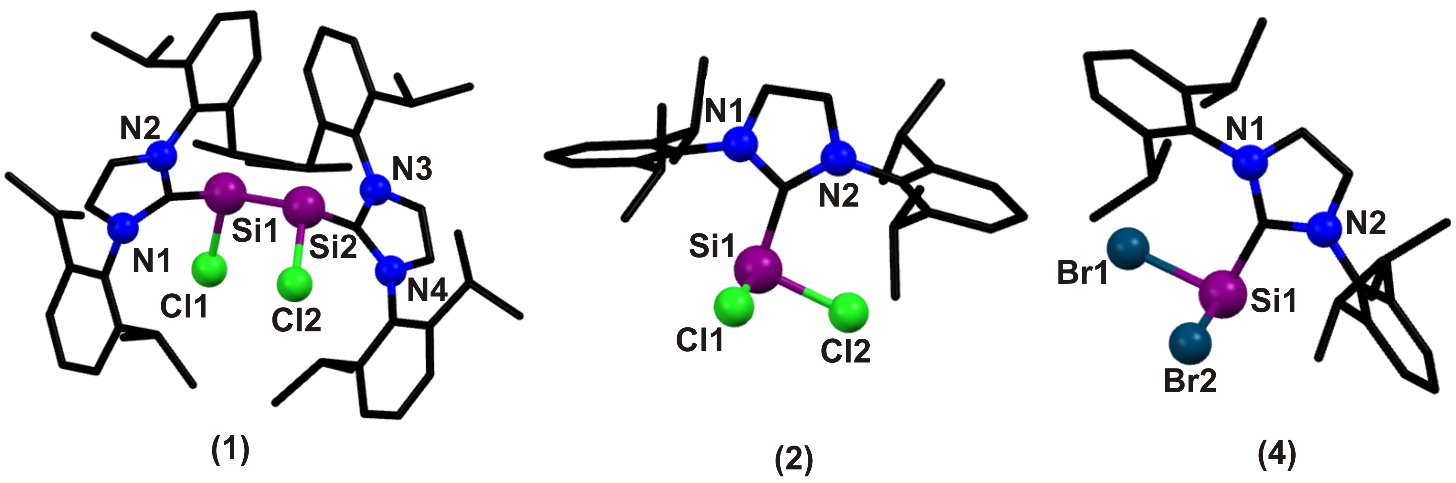 N2
N3
Si1
Si2
N1
N4
Cl1
Cl2
(1)
N1
N2
Si1
Cl1
Cl2
(2)
N1
N2
Br1
Si1
Br2
(4)